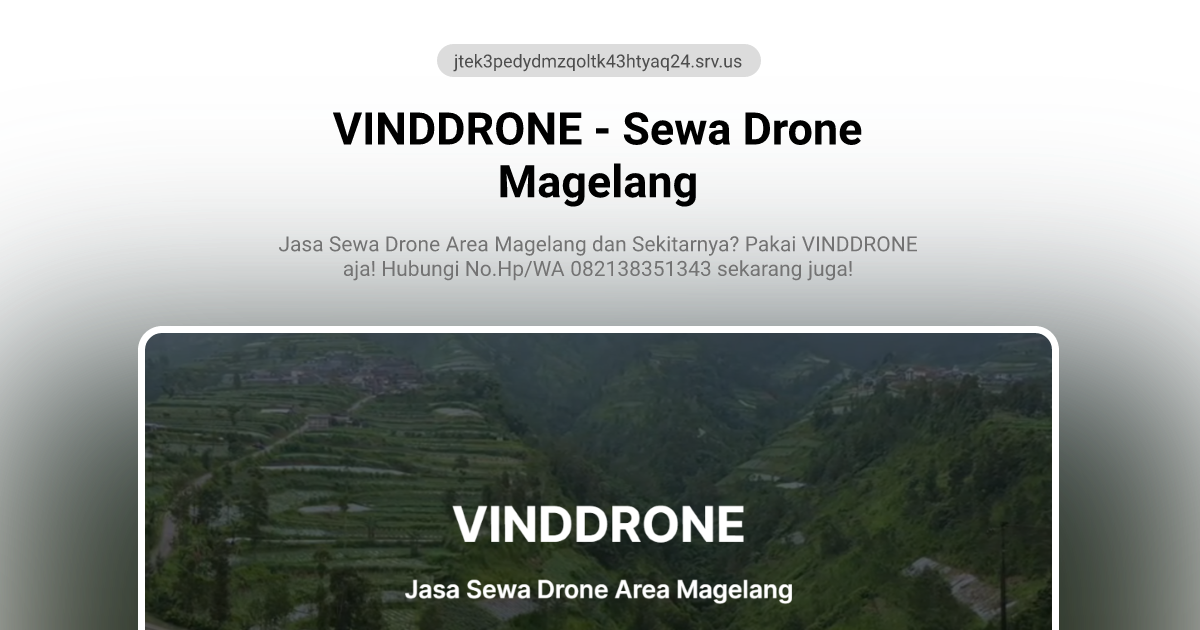 jtek3pedydmzqoltk43htyaq24.srv.us
VINDDRONE - Sewa Drone
Magelang
Jasa Sewa Drone Area Magelang dan Sekitarnya? Pakai VINDDRONE
aja! Hubungi No.Hp/WA 082138351343 sekarang juga!
VINDDRONE
Jasa Sewa Drone Area Magelang